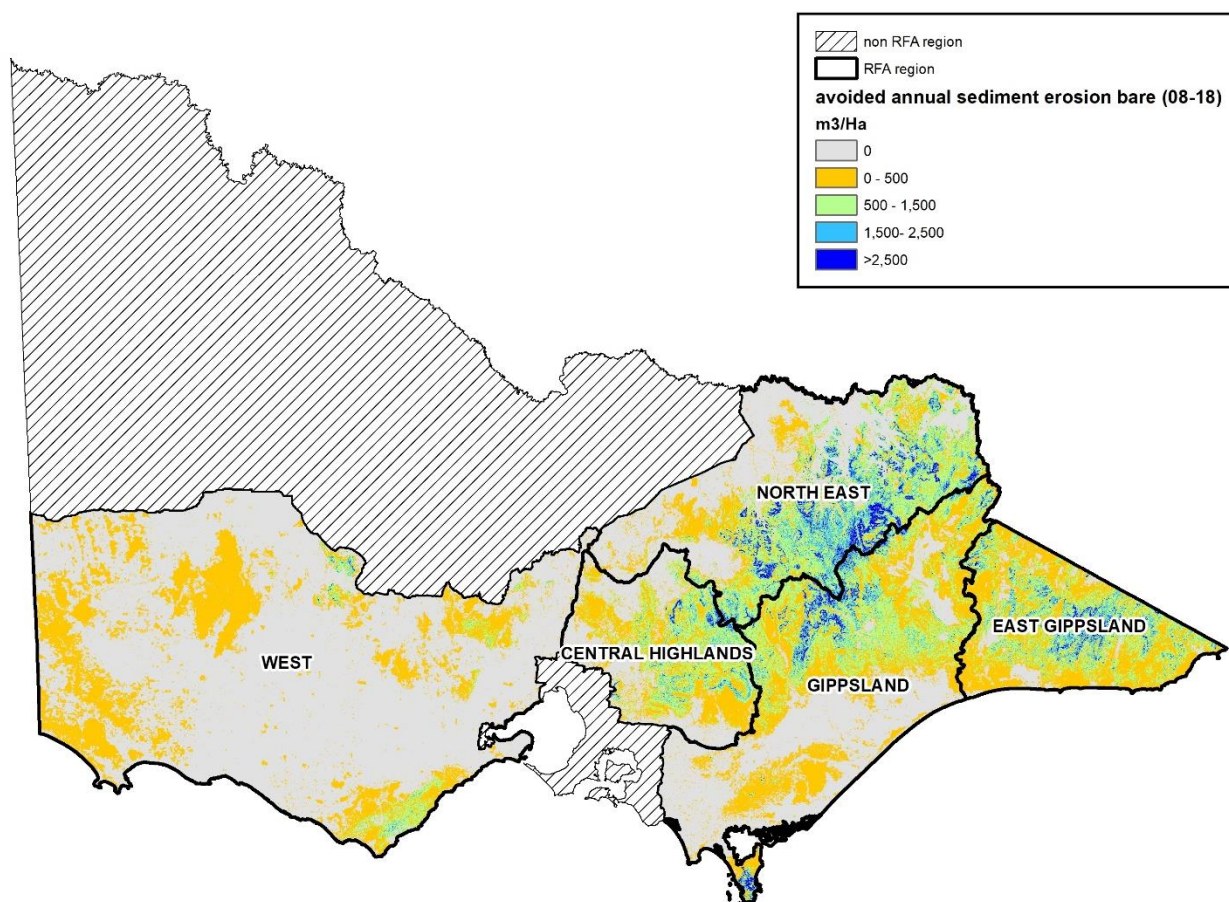 non RFA region
RFA region
avoided annual sediment erosion bare (08-18)
m3/Ha
0
0 - 500
500 - 1,500
1,500- 2,500
>2,500
NORTH EAST
EAST GIPPSLAND
WEST
CENTRAL HIGHLANDS
GIPPSLAND